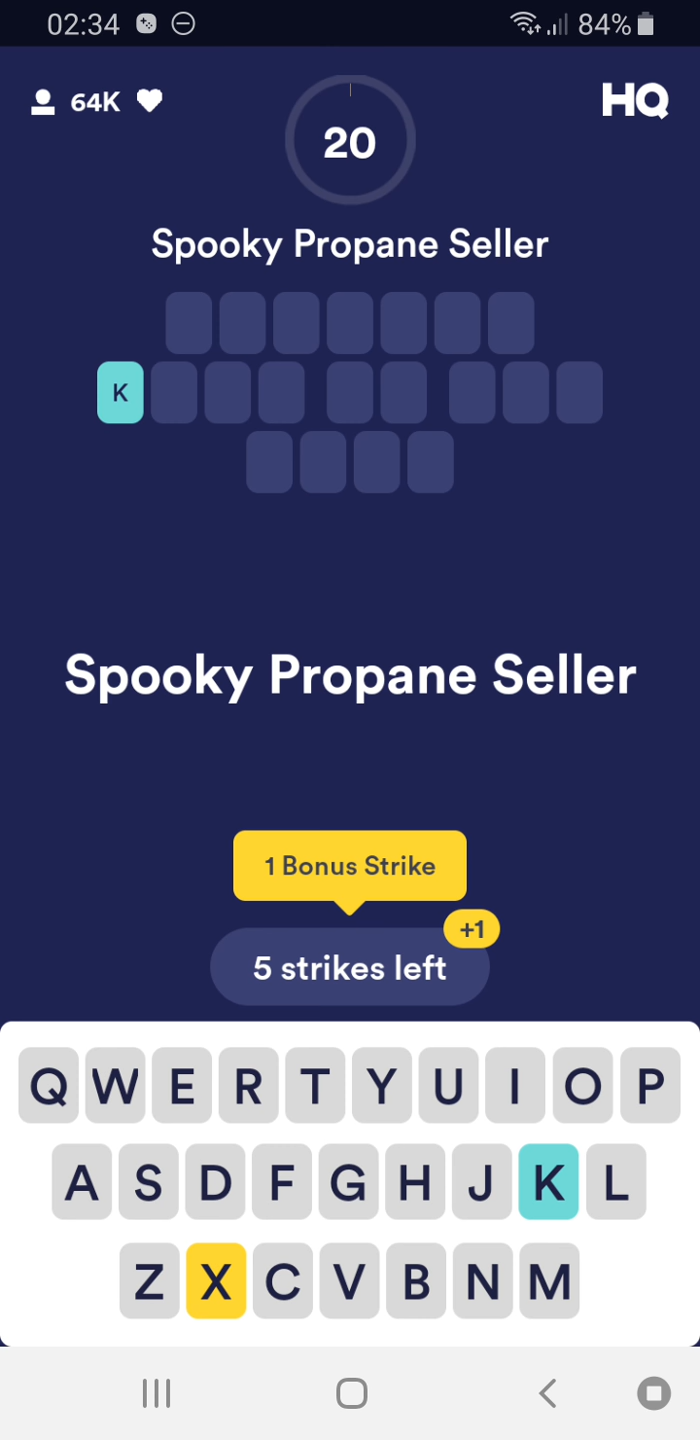 02:34 84%
64K HQ
20
Spooky Propane Seller
K
Spooky Propane Seller
1 Bonus Strike
+1
5 strikes left
Q W E R T Y U I O P
A S D F G H J K L
Z X C V B N M